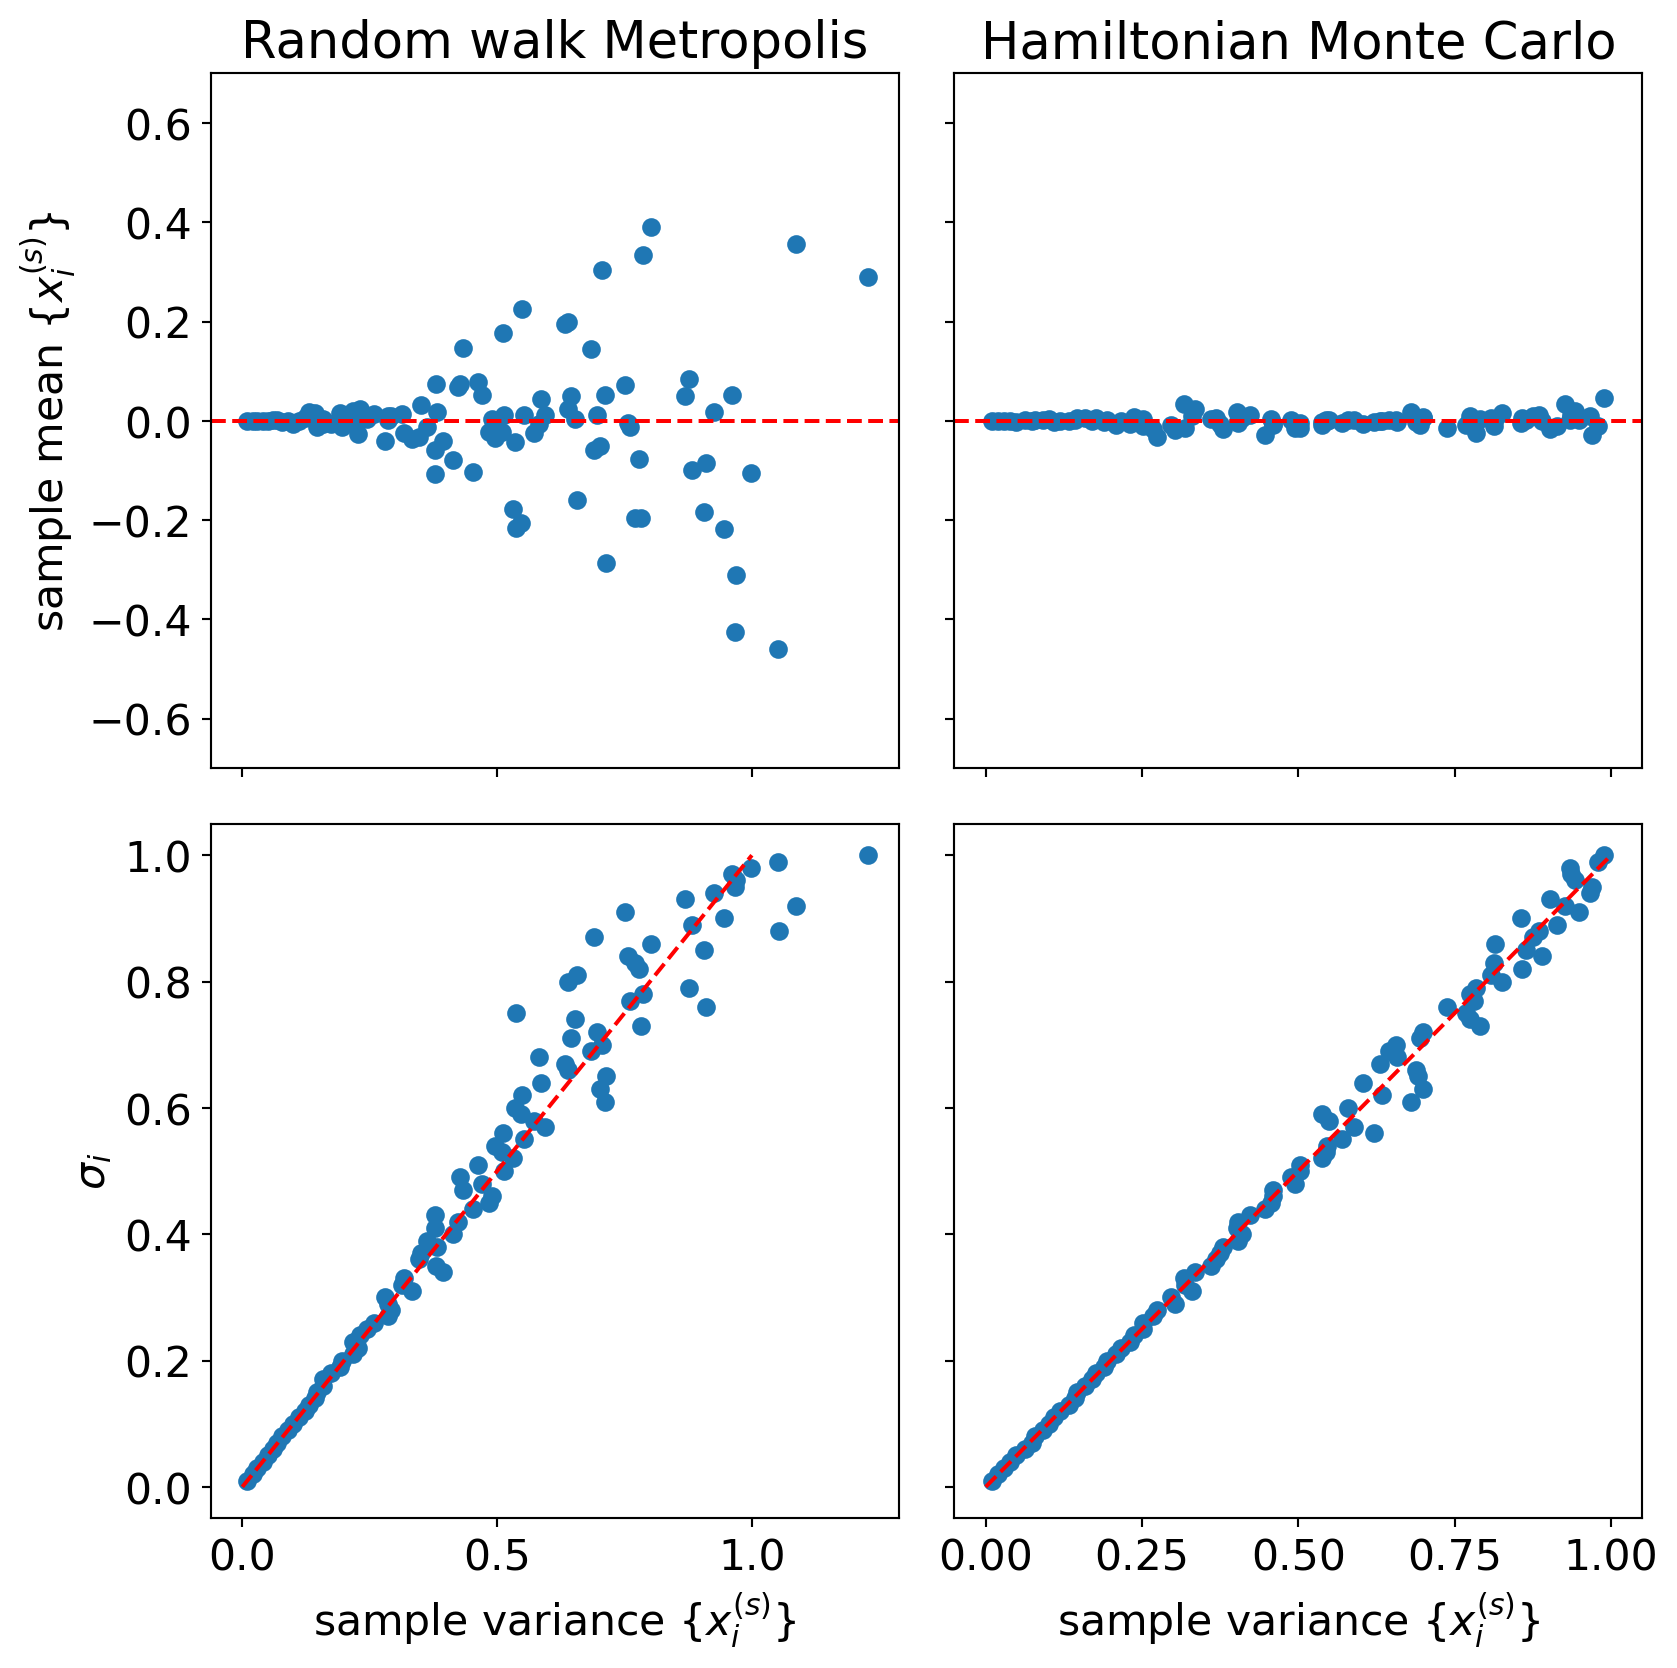 Random walk Metropolis
Hamiltonian Monte Carlo
0.6
0.4
0.2
0.0
−0.2
−0.4
−0.6
sample mean {x_i^(s)}
1.0
0.8
0.6
0.4
0.2
0.0
σ_i
0.0 0.5 1.0
0.00 0.25 0.50 0.75 1.00
sample variance {x_i^(s)}
sample variance {x_i^(s)}